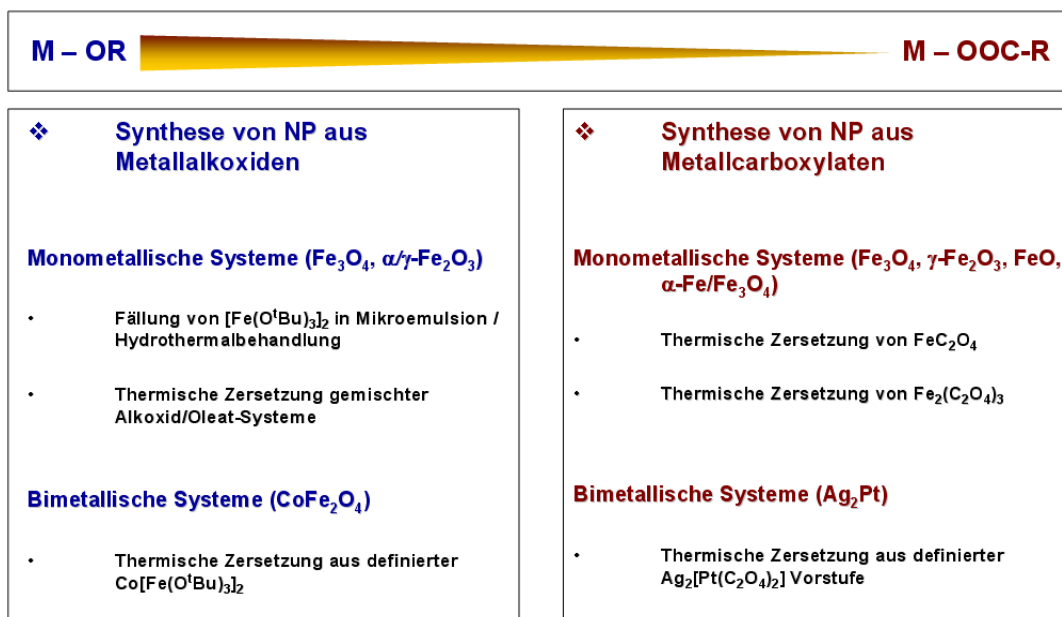 M – OR
M – OOC-R
❖ Synthese von NP aus
Metallalkoxiden
Monometallische Systeme (Fe₃O₄, α/γ-Fe₂O₃)
• Fällung von [Fe(OᵗBu)₃]₂ in Mikroemulsion /
Hydrothermalbehandlung
• Thermische Zersetzung gemischter
Alkoxid/Oleat-Systeme
Bimetallische Systeme (CoFe₂O₄)
• Thermische Zersetzung aus definierter
Co[Fe(OᵗBu)₃]₂
❖ Synthese von NP aus
Metallcarboxylaten
Monometallische Systeme (Fe₃O₄, γ-Fe₂O₃, FeO,
α-Fe/Fe₃O₄)
• Thermische Zersetzung von FeC₂O₄
• Thermische Zersetzung von Fe₂(C₂O₄)₃
Bimetallische Systeme (Ag₂Pt)
• Thermische Zersetzung aus definierter
Ag₂[Pt(C₂O₄)₂] Vorstufe